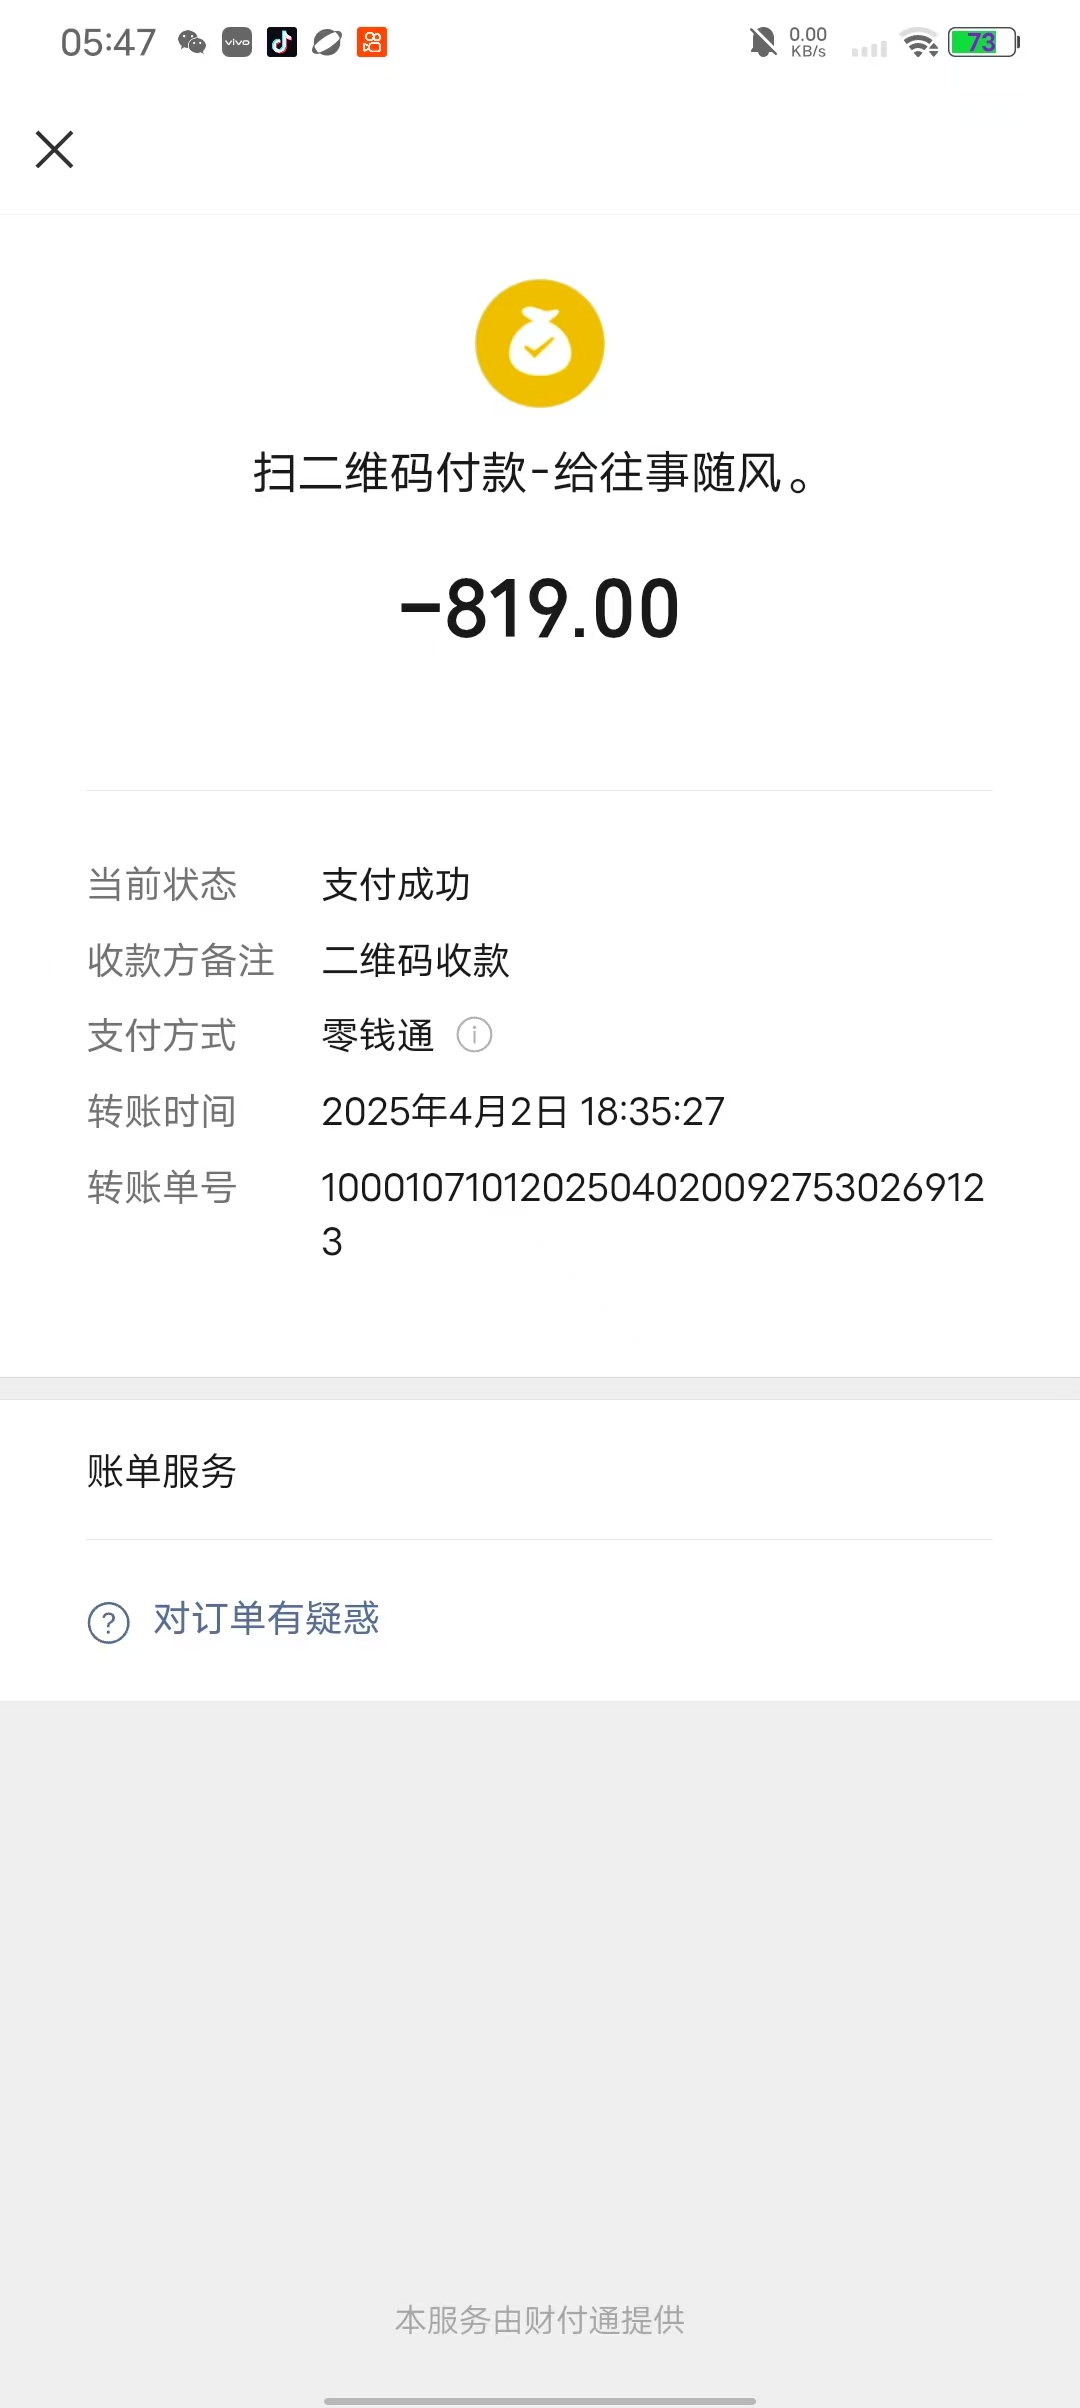 05:47
vivo
0.00
KB/s
73
扫二维码付款-给往事随风。
-819.00
当前状态 支付成功
收款方备注 二维码收款
支付方式 零钱通
转账时间 2025年4月2日 18:35:27
转账单号 1000107101202504020092753026912
3
账单服务
对订单有疑惑
本服务由财付通提供